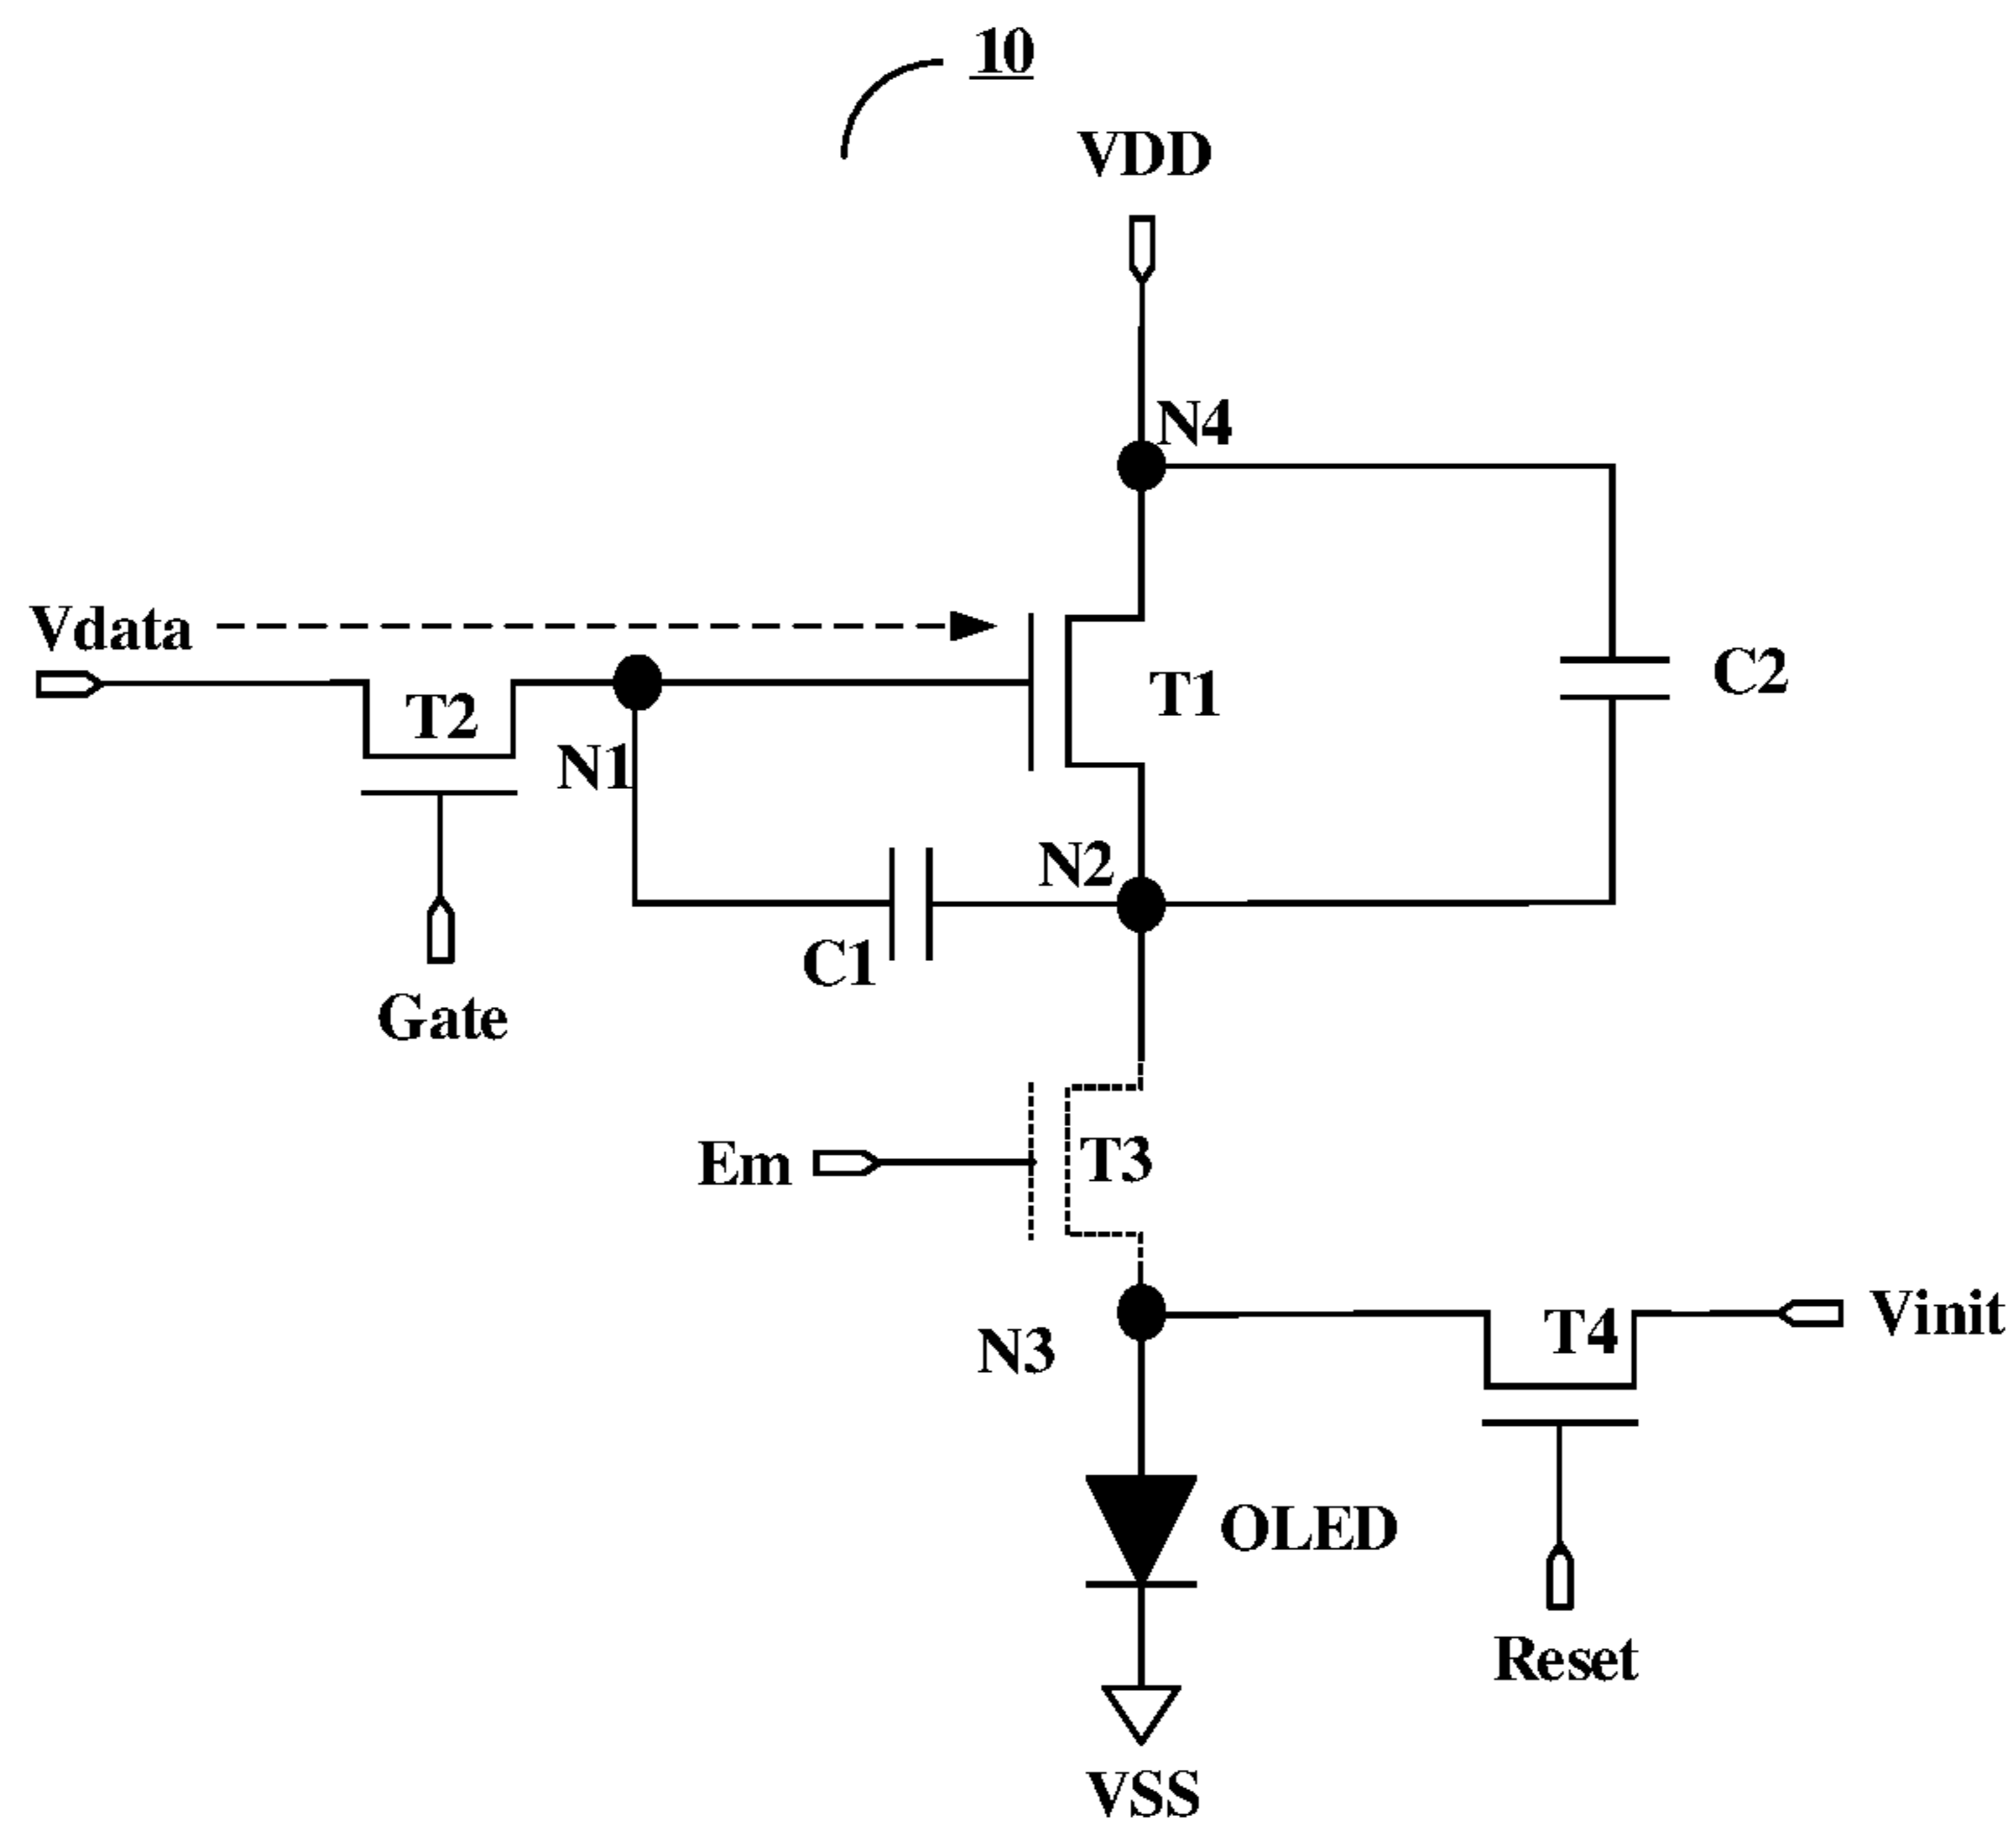 10
VDD
N4
Vdata
T2
T1
C2
N1
N2
C1
Gate
Em
T3
N3
T4
Vinit
OLED
Reset
VSS